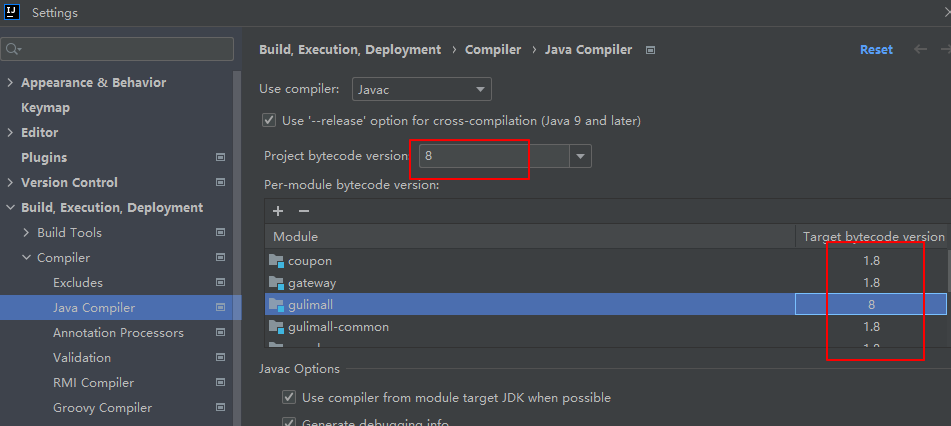 IJ Settings
Build, Execution, Deployment › Compiler › Java Compiler Reset
Appearance & Behavior
Keymap
Editor
Plugins
Version Control
Build, Execution, Deployment
Build Tools
Compiler
Excludes
Java Compiler
Annotation Processors
Validation
RMI Compiler
Groovy Compiler
Use compiler: Javac
Use '--release' option for cross-compilation (Java 9 and later)
Project bytecode version: 8
Per-module bytecode version:
+ −
Module Target bytecode version
coupon 1.8
gateway 1.8
gulimall 8
gulimall-common 1.8
1.8
Javac Options
Use compiler from module target JDK when possible
Generate debugging info